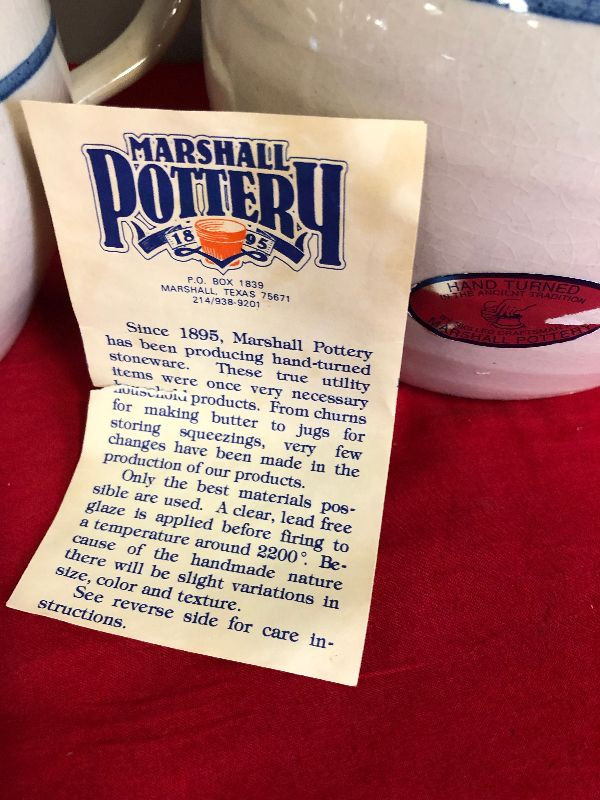 MARSHALL
POTTERY
1895
P.O. BOX 1839
MARSHALL, TEXAS 75671
214/938-9201
Since 1895, Marshall Pottery
has been producing hand-turned
stoneware. These true utility
items were once very necessary
household products. From churns
for making butter to jugs for
storing squeezings, very few
changes have been made in the
production of our products.
Only the best materials pos-
sible are used. A clear, lead free
glaze is applied before firing to
a temperature around 2200°. Be-
cause of the handmade nature
there will be slight variations in
size, color and texture.
See reverse side for care in-
structions.
HAND TURNED
IN THE ANCIENT TRADITION
BY SKILLED CRAFTSMAN
MARSHALL POTTERY